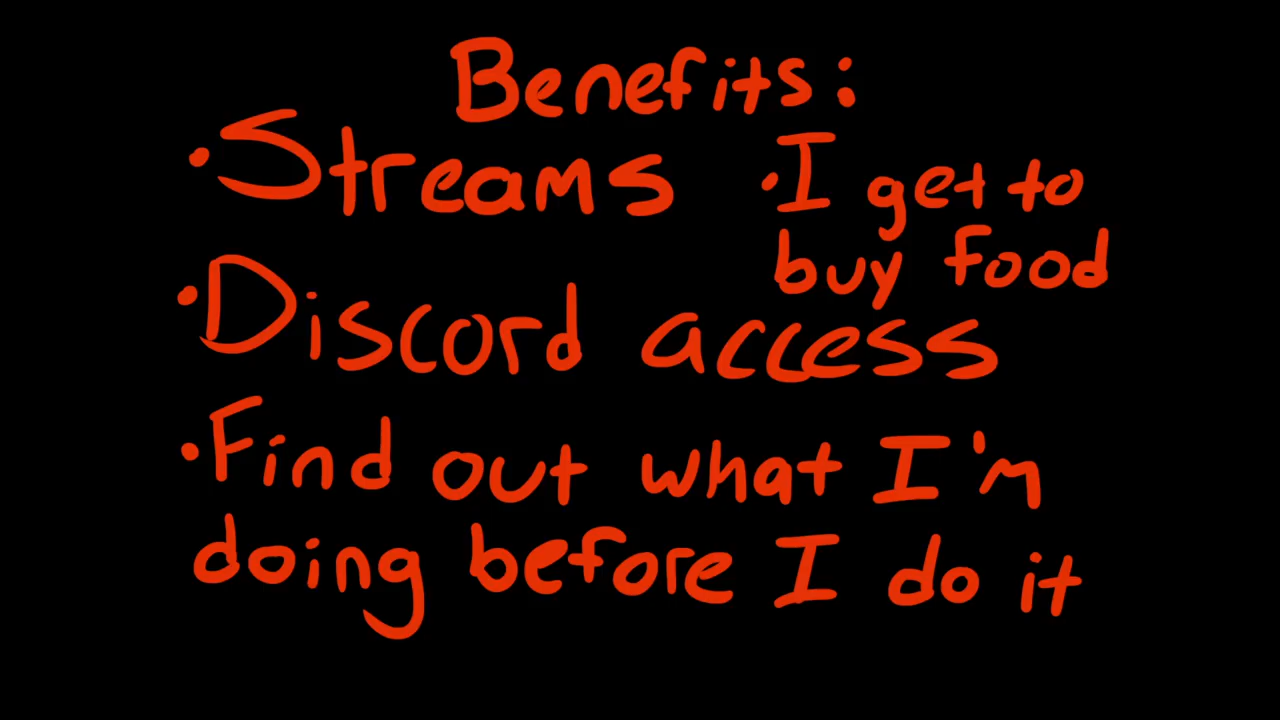 Benefits:
•Streams
•I get to
buy food
•Discord access
•Find out what I'm
doing before I do it